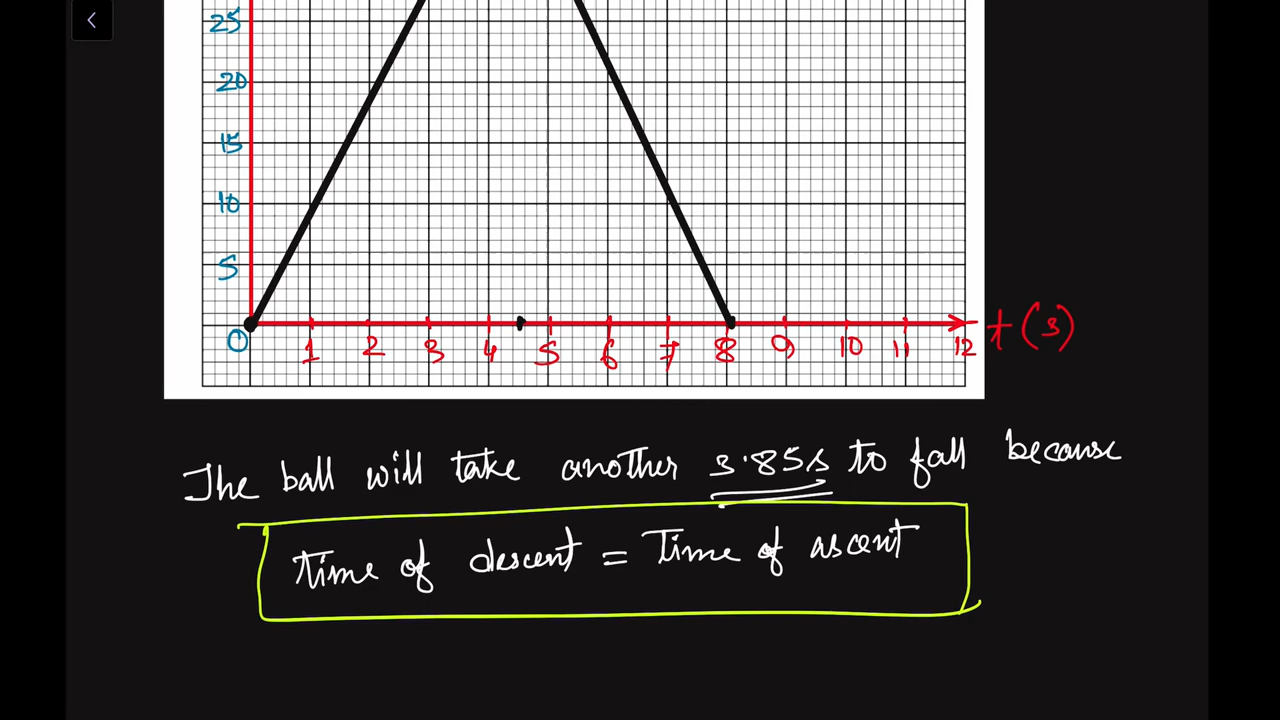 25
20
15
10
5
0
1 2 3 4 5 6 7 8 9 10 11 12
t (s)
The ball will take another 3.85s to fall because
time of descent = Time of ascent